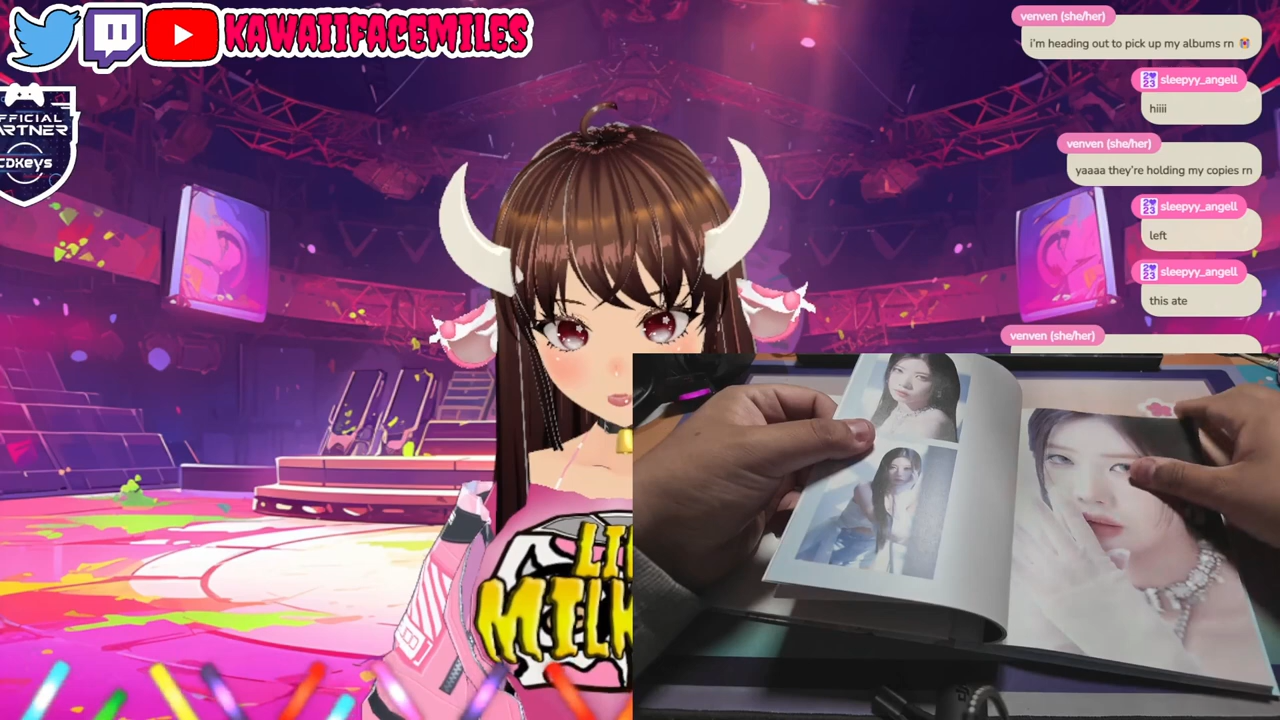 KAWAIIFACEMILES
OFFICIAL
PARTNER
CDKeys
venven (she/her)
i'm heading out to pick up my albums rn 😭
sleepyy_angell
hiiii
venven (she/her)
yaaaa they're holding my copies rn
sleepyy_angell
left
sleepyy_angell
this ate
venven (she/her)
MILK